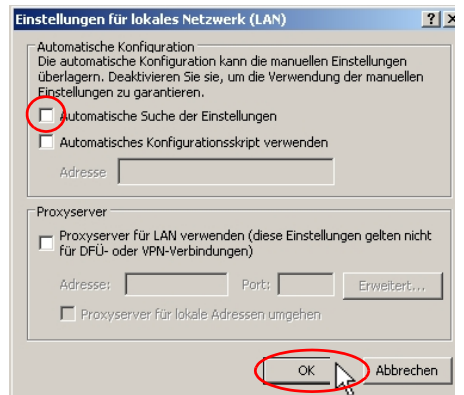 Einstellungen für lokales Netzwerk (LAN)
Automatische Konfiguration
Die automatische Konfiguration kann die manuellen Einstellungen
überlagern. Deaktivieren Sie sie, um die Verwendung der manuellen
Einstellungen zu garantieren.
Automatische Suche der Einstellungen
Automatisches Konfigurationsskript verwenden
Adresse
Proxyserver
Proxyserver für LAN verwenden (diese Einstellungen gelten nicht
für DFÜ- oder VPN-Verbindungen)
Adresse: Port: Erweitert...
Proxyserver für lokale Adressen umgehen
OK Abbrechen